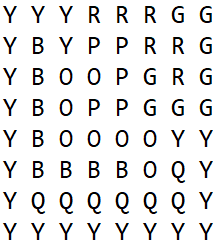 Y Y Y R R R G G
Y B Y P P R R G
Y B O O P G R G
Y B O P P G G G
Y B O O O O Y Y
Y B B B B O Q Y
Y Q Q Q Q Q Q Y
Y Y Y Y Y Y Y Y